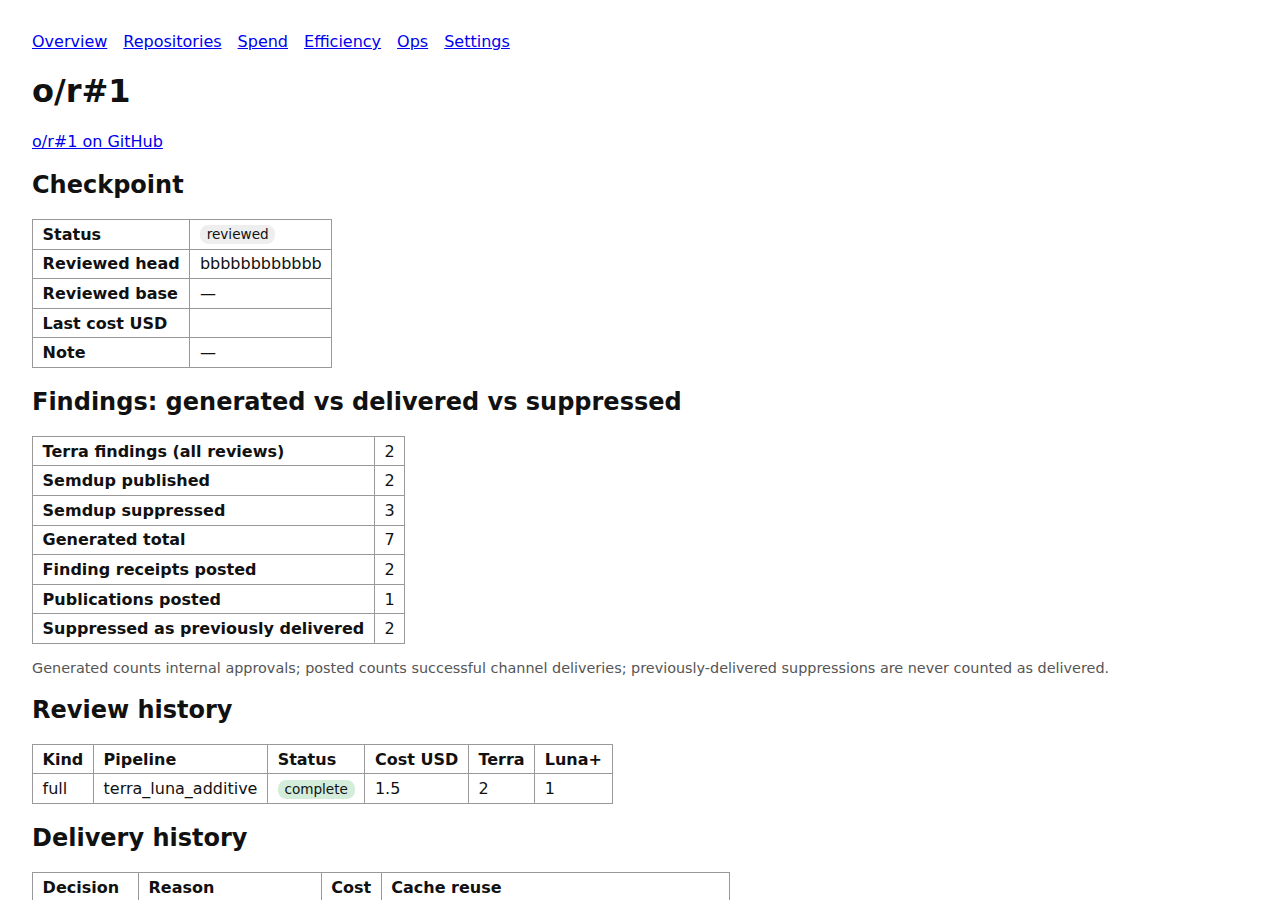 Overview Repositories Spend Efficiency Ops Settings
o/r#1
o/r#1 on GitHub
Checkpoint
Status reviewed
Reviewed head bbbbbbbbbbbb
Reviewed base —
Last cost USD
Note —
Findings: generated vs delivered vs suppressed
Terra findings (all reviews) 2
Semdup published 2
Semdup suppressed 3
Generated total 7
Finding receipts posted 2
Publications posted 1
Suppressed as previously delivered 2
Generated counts internal approvals; posted counts successful channel deliveries; previously-delivered suppressions are never counted as delivered.
Review history
Kind Pipeline Status Cost USD Terra Luna+
full terra_luna_additive complete 1.5 2 1
Delivery history
Decision Reason Cost Cache reuse